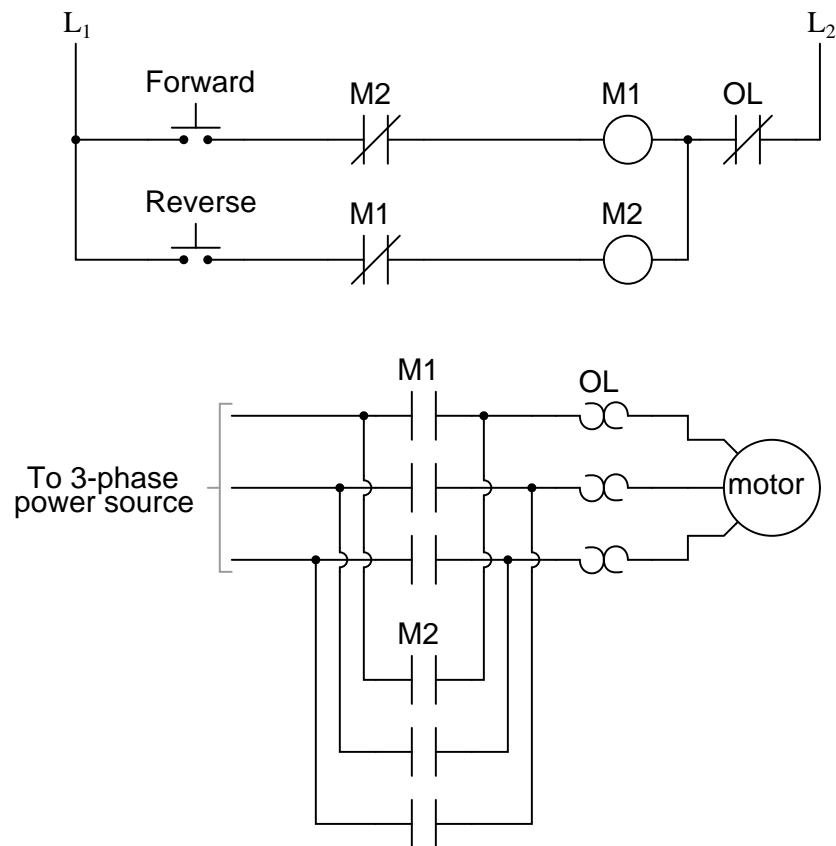 L1 L2
Forward M2 M1 OL
Reverse M1 M2
M1 OL
To 3-phase
power source
motor
M2